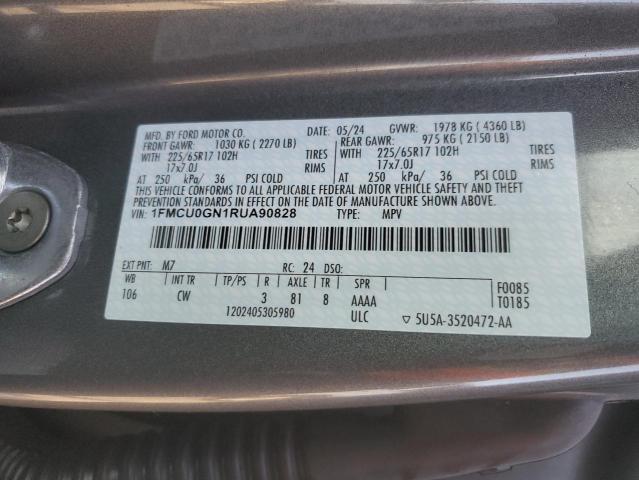 MFD. BY FORD MOTOR CO. DATE: 05/24 GVWR: 1978 KG ( 4360 LB)
FRONT GAWR: 1030 KG ( 2270 LB) REAR GAWR: 975 KG ( 2150 LB)
WITH 225/65R17 102H TIRES WITH 225/65R17 102H TIRES
17x7.0J RIMS 17x7.0J RIMS
AT 250 kPa/ 36 PSI COLD AT 250 kPa/ 36 PSI COLD
THIS VEHICLE CONFORMS TO ALL APPLICABLE FEDERAL MOTOR VEHICLE SAFETY AND THEFT
PREVENTION STANDARDS IN EFFECT ON THE DATE OF MANUFACTURE SHOWN ABOVE.
VIN: 1FMCU0GN1RUA90828 TYPE: MPV
EXT PNT: M7 RC: 24 DSO:
WB INT TR TP/PS R AXLE TR SPR F0085
106 CW 3 81 8 AAAA T0185
1202405305980 ULC ▽ 5U5A-3520472-AA